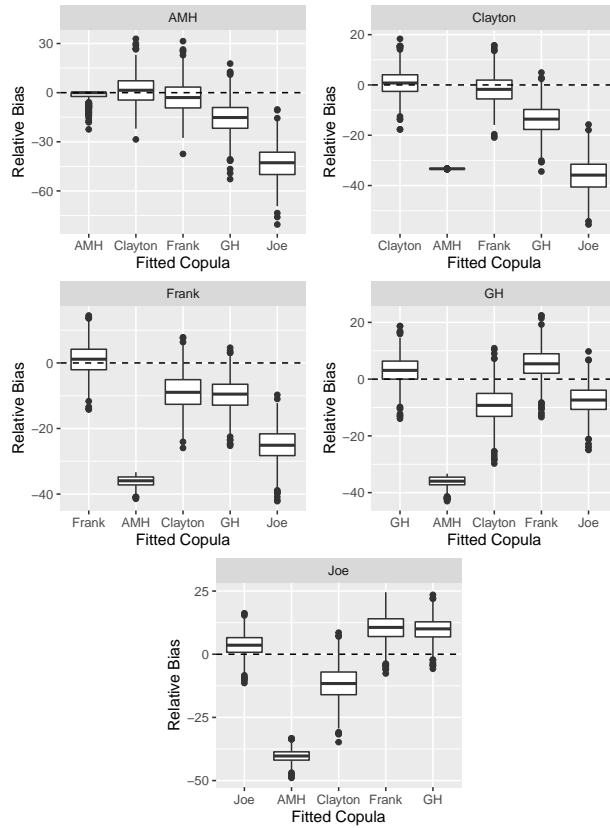 AMH
Relative Bias
30
0
−30
−60
AMH Clayton Frank GH Joe
Fitted Copula
Clayton
Relative Bias
20
0
−20
−40
Clayton AMH Frank GH Joe
Fitted Copula
Frank
Relative Bias
0
−20
−40
Frank AMH Clayton GH Joe
Fitted Copula
GH
Relative Bias
20
0
−20
−40
GH AMH Clayton Frank Joe
Fitted Copula
Joe
Relative Bias
25
0
−25
−50
Joe AMH Clayton Frank GH
Fitted Copula